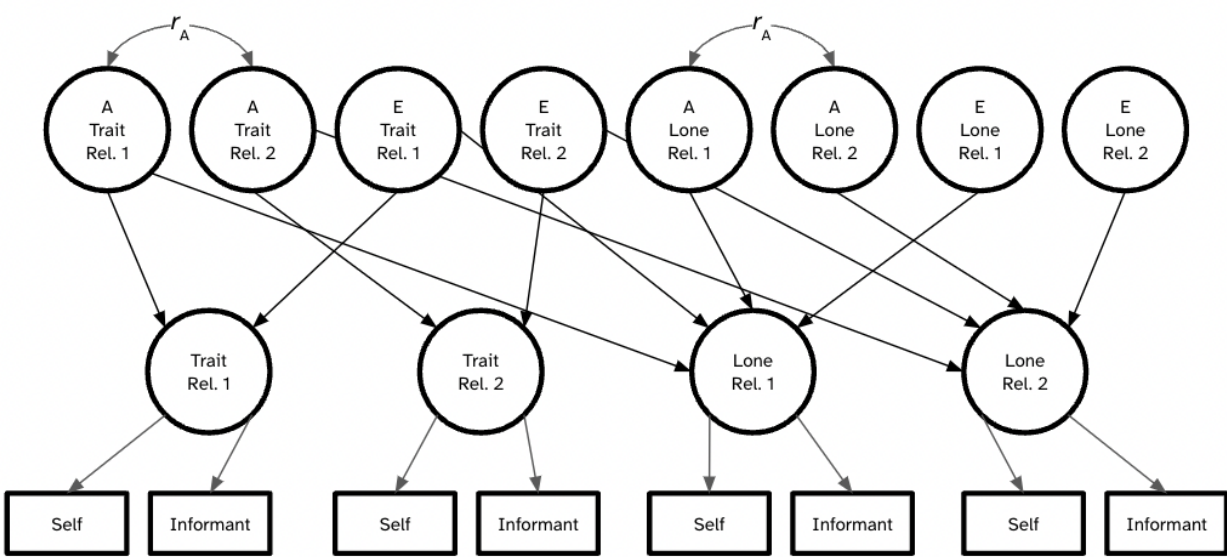 rA
rA
A
Trait
Rel. 1
A
Trait
Rel. 2
E
Trait
Rel. 1
E
Trait
Rel. 2
A
Lone
Rel. 1
A
Lone
Rel. 2
E
Lone
Rel. 1
E
Lone
Rel. 2
Trait
Rel. 1
Trait
Rel. 2
Lone
Rel. 1
Lone
Rel. 2
Self
Informant
Self
Informant
Self
Informant
Self
Informant